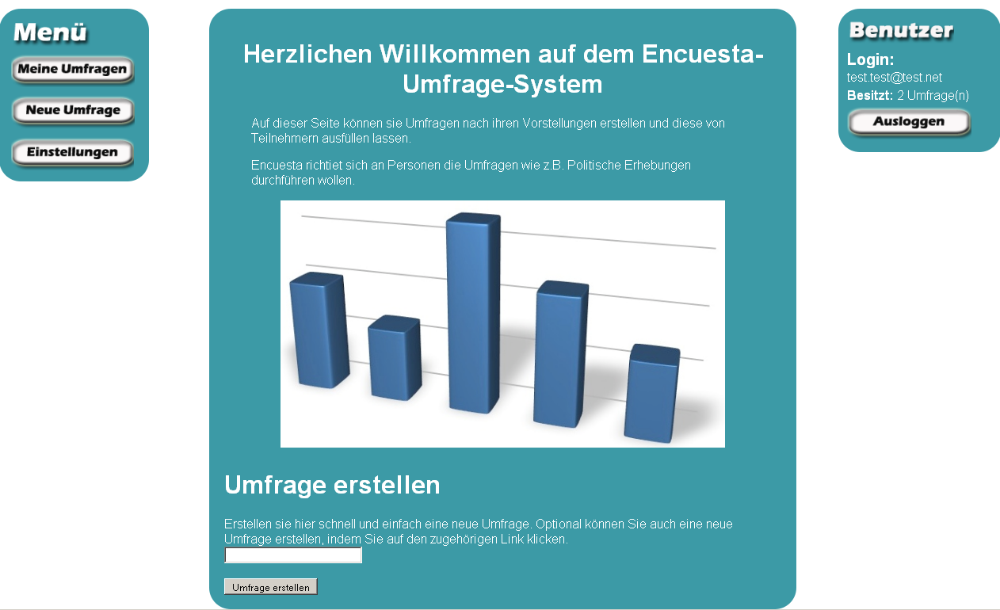 Menü
Meine Umfragen
Neue Umfrage
Einstellungen
Herzlichen Willkommen auf dem Encuesta-
Umfrage-System
Auf dieser Seite können sie Umfragen nach ihren Vorstellungen erstellen und diese von
Teilnehmern ausfüllen lassen.
Encuesta richtiet sich an Personen die Umfragen wie z.B. Politische Erhebungen
durchführen wollen.
Umfrage erstellen
Erstellen sie hier schnell und einfach eine neue Umfrage. Optional können Sie auch eine neue
Umfrage erstellen, indem Sie auf den zugehörigen Link klicken.
Umfrage erstellen
Benutzer
Login:
test.test@test.net
Besitzt: 2 Umfrage(n)
Ausloggen